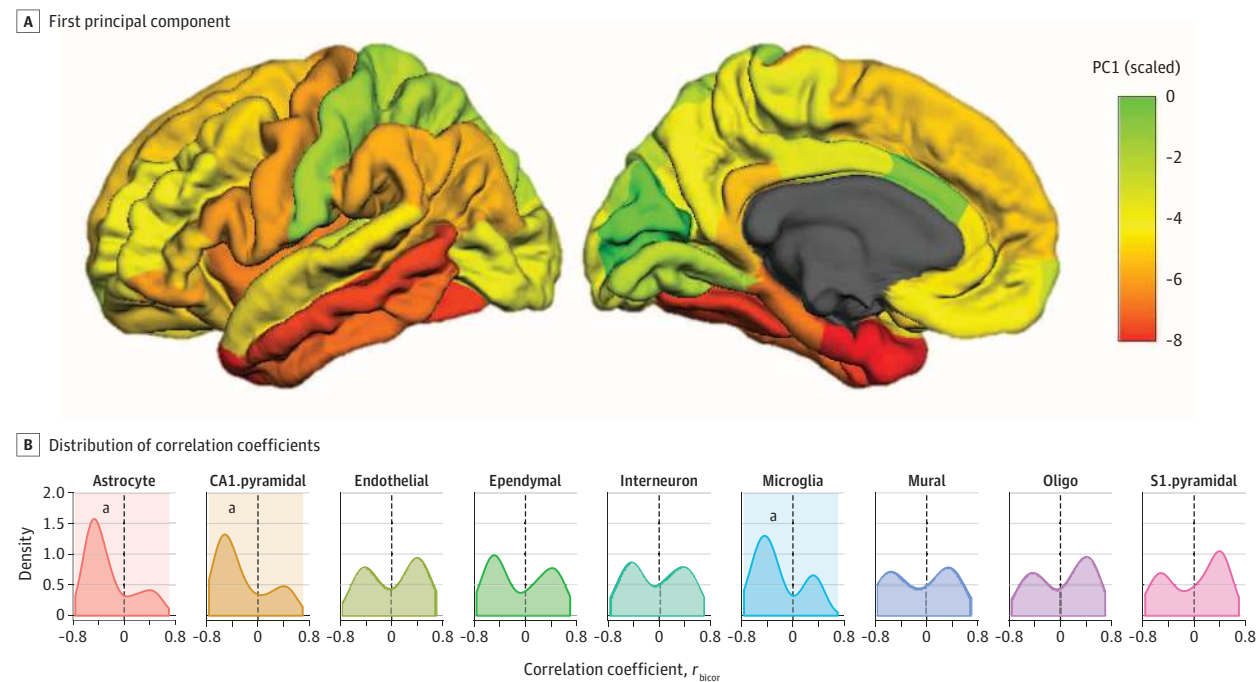 A First principal component
PC1 (scaled)
0
-2
-4
-6
-8
B Distribution of correlation coefficients
Astrocyte CA1.pyramidal Endothelial Ependymal Interneuron Microglia Mural Oligo S1.pyramidal
2.0
a a a
1.5
1.0
0.5
0
Density
-0.8 0 0.8 -0.8 0 0.8 -0.8 0 0.8 -0.8 0 0.8 -0.8 0 0.8 -0.8 0 0.8 -0.8 0 0.8 -0.8 0 0.8 -0.8 0 0.8
Correlation coefficient, r bicor